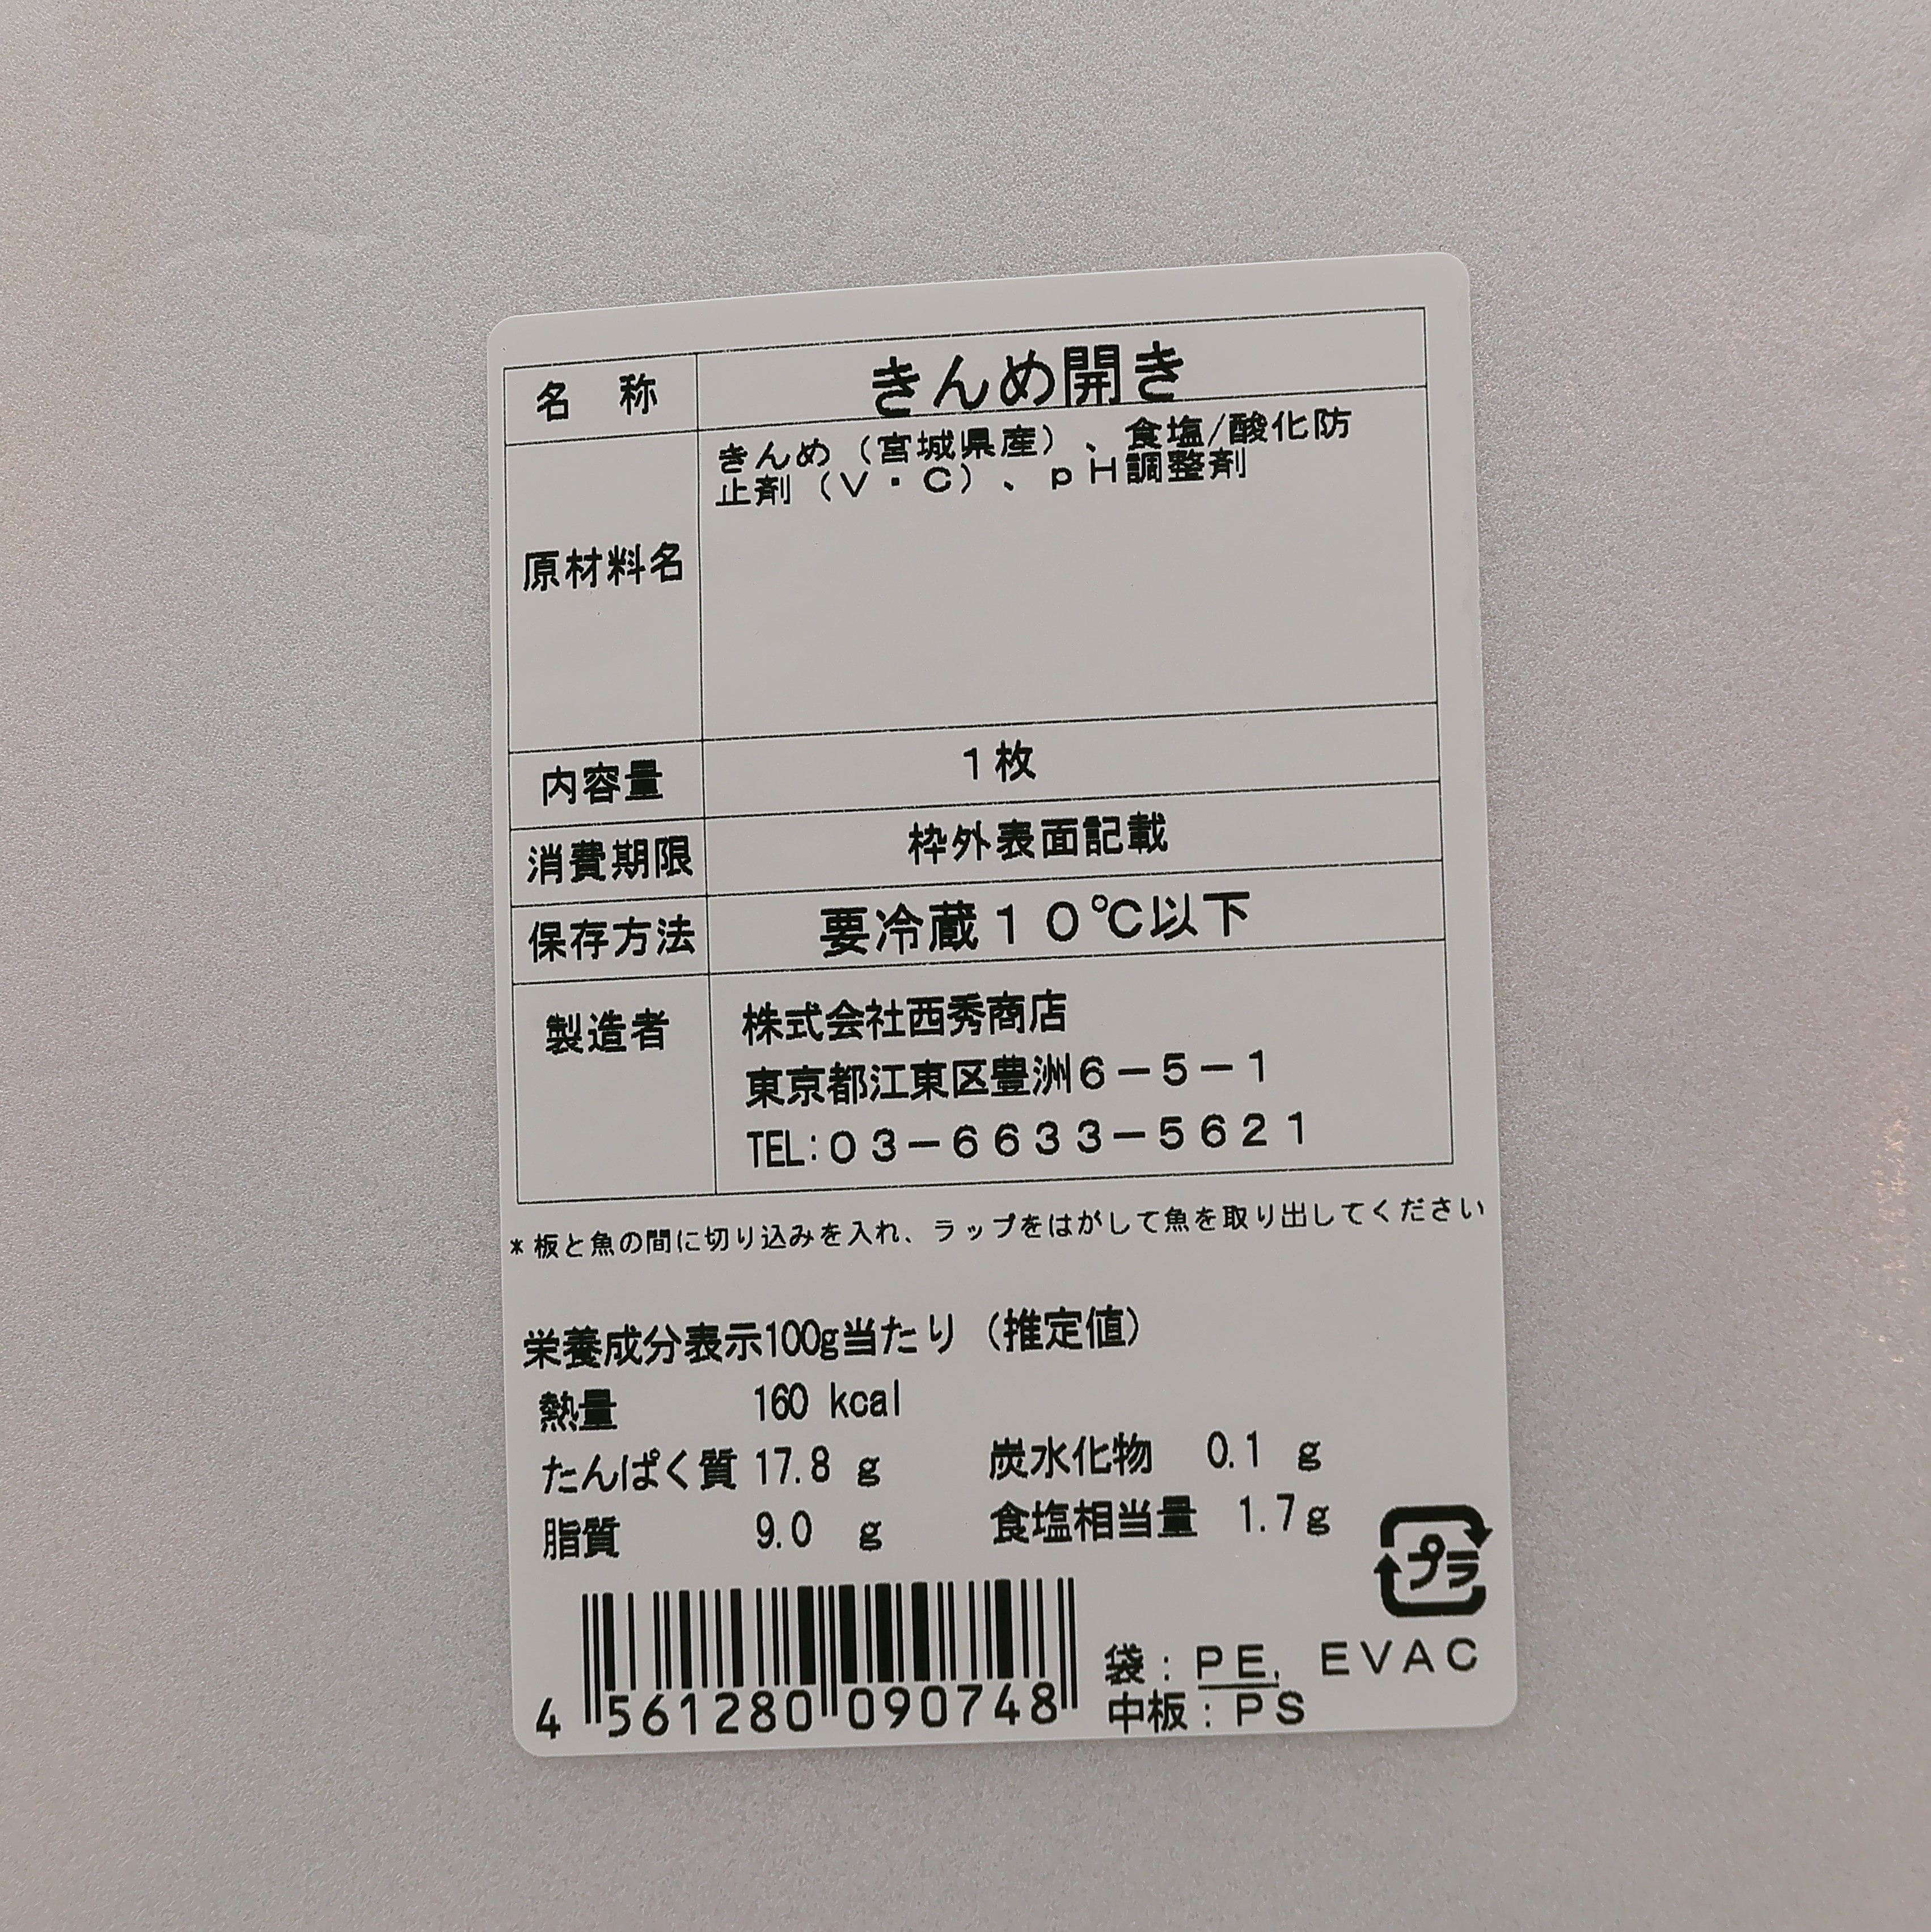 名 称 きんめ開き
原材料名 きんめ（宮城県産）、食塩/酸化防
止剤（V・C）、pH調整剤
内容量 1枚
消費期限 枠外表面記載
保存方法 要冷蔵10℃以下
製造者 株式会社西秀商店
東京都江東区豊洲6－5－1
TEL:03－6633－5621
*板と魚の間に切り込みを入れ、ラップをはがして魚を取り出してください
栄養成分表示100g当たり（推定値）
熱量 160 kcal
たんぱく質 17.8 g 炭水化物 0.1 g
脂質 9.0 g 食塩相当量 1.7g
プラ
袋：PE, EVAC
中板：PS
4 561280 090748